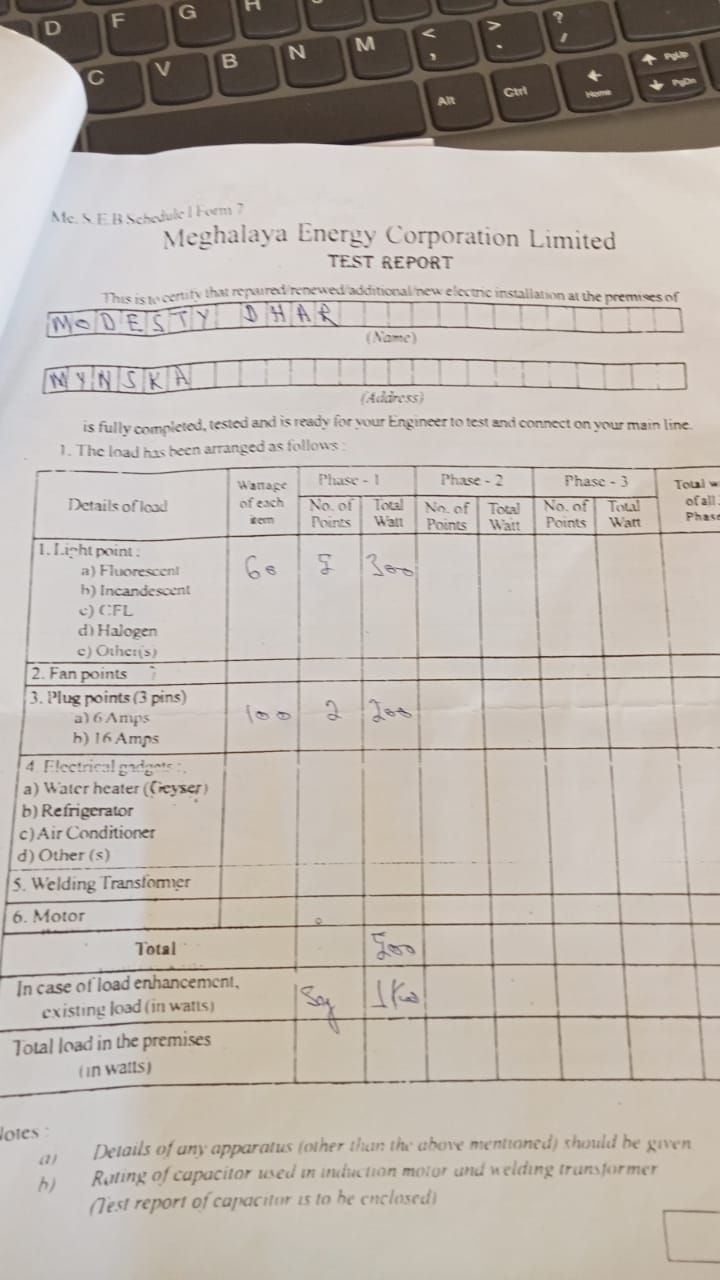 D F G H
C V B N M < , > . ? /
Alt Ctrl Home PgUp PgDn
Me. S.E.B Schedule 1 Form 7
Meghalaya Energy Corporation Limited
TEST REPORT
This is to certify that repaired/renewed/additional/new electric installation at the premises of
MODESTY DHAR
(Name)
MYNSKA
(Address)
is fully completed, tested and is ready for your Engineer to test and connect on your main line.
1. The load has been arranged as follows :
Details of load Wattage of each item Phase - 1 Phase - 2 Phase - 3 Total of all Phase
No. of Points Total Watt No. of Points Total Watt No. of Points Total Watt
1. Light point :
a) Fluorescent 60 5 300
b) Incandescent
c) CFL
d) Halogen
e) Other(s)
2. Fan points
3. Plug points (3 pins)
a) 6 Amps 100 2 200
b) 16 Amps
4. Electrical gadgets :
a) Water heater (Geyser)
b) Refrigerator
c) Air Conditioner
d) Other (s)
5. Welding Transformer
6. Motor
Total 500
In case of load enhancement,
existing load (in watts) Say 1 Kw
Total load in the premises
(in watts)
Notes :
a) Details of any apparatus (other than the above mentioned) should be given
b) Rating of capacitor used in induction motor and welding transformer
(Test report of capacitor is to be enclosed)